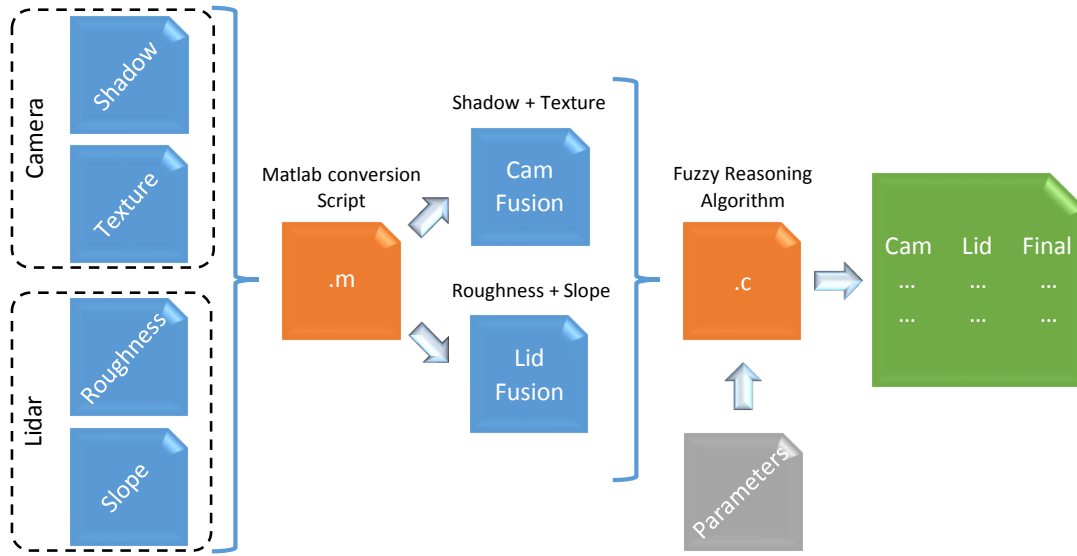 Camera
Shadow
Texture
Lidar
Roughness
Slope
Matlab conversion
Script
.m
Shadow + Texture
Cam
Fusion
Roughness + Slope
Lid
Fusion
Fuzzy Reasoning
Algorithm
.c
Parameters
Cam Lid Final
... ... ...
... ... ...